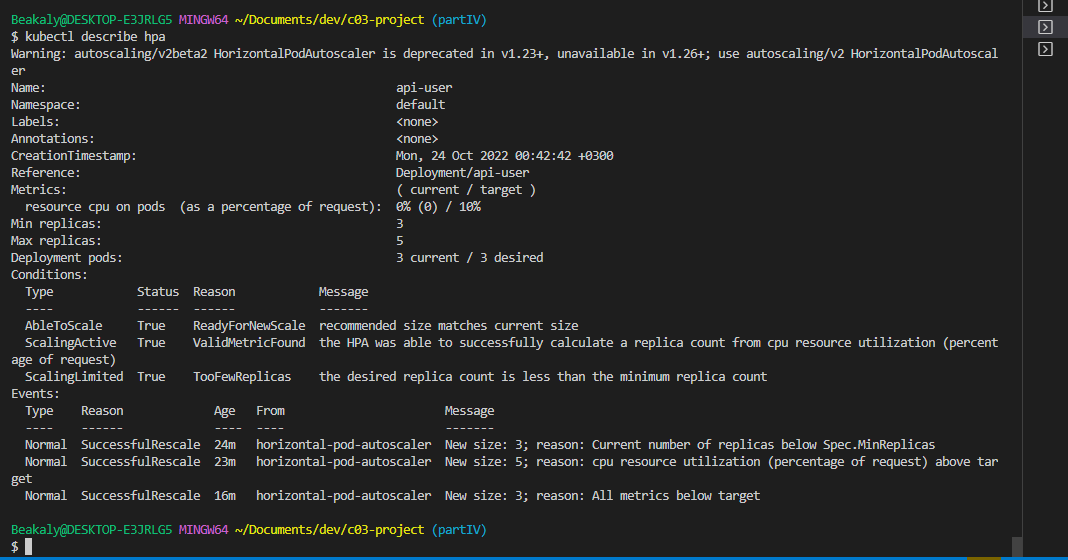 Beakaly@DESKTOP-E3JRLG5 MINGW64 ~/Documents/dev/c03-project (partIV)
$ kubectl describe hpa
Warning: autoscaling/v2beta2 HorizontalPodAutoscaler is deprecated in v1.23+, unavailable in v1.26+; use autoscaling/v2 HorizontalPodAutoscal
er
Name: api-user
Namespace: default
Labels: <none>
Annotations: <none>
CreationTimestamp: Mon, 24 Oct 2022 00:42:42 +0300
Reference: Deployment/api-user
Metrics: ( current / target )
resource cpu on pods (as a percentage of request): 0% (0) / 10%
Min replicas: 3
Max replicas: 5
Deployment pods: 3 current / 3 desired
Conditions:
Type Status Reason Message
---- ------ ------ -------
AbleToScale True ReadyForNewScale recommended size matches current size
ScalingActive True ValidMetricFound the HPA was able to successfully calculate a replica count from cpu resource utilization (percent
age of request)
ScalingLimited True TooFewReplicas the desired replica count is less than the minimum replica count
Events:
Type Reason Age From Message
---- ------ ---- ---- -------
Normal SuccessfulRescale 24m horizontal-pod-autoscaler New size: 3; reason: Current number of replicas below Spec.MinReplicas
Normal SuccessfulRescale 23m horizontal-pod-autoscaler New size: 5; reason: cpu resource utilization (percentage of request) above tar
get
Normal SuccessfulRescale 16m horizontal-pod-autoscaler New size: 3; reason: All metrics below target
Beakaly@DESKTOP-E3JRLG5 MINGW64 ~/Documents/dev/c03-project (partIV)
$